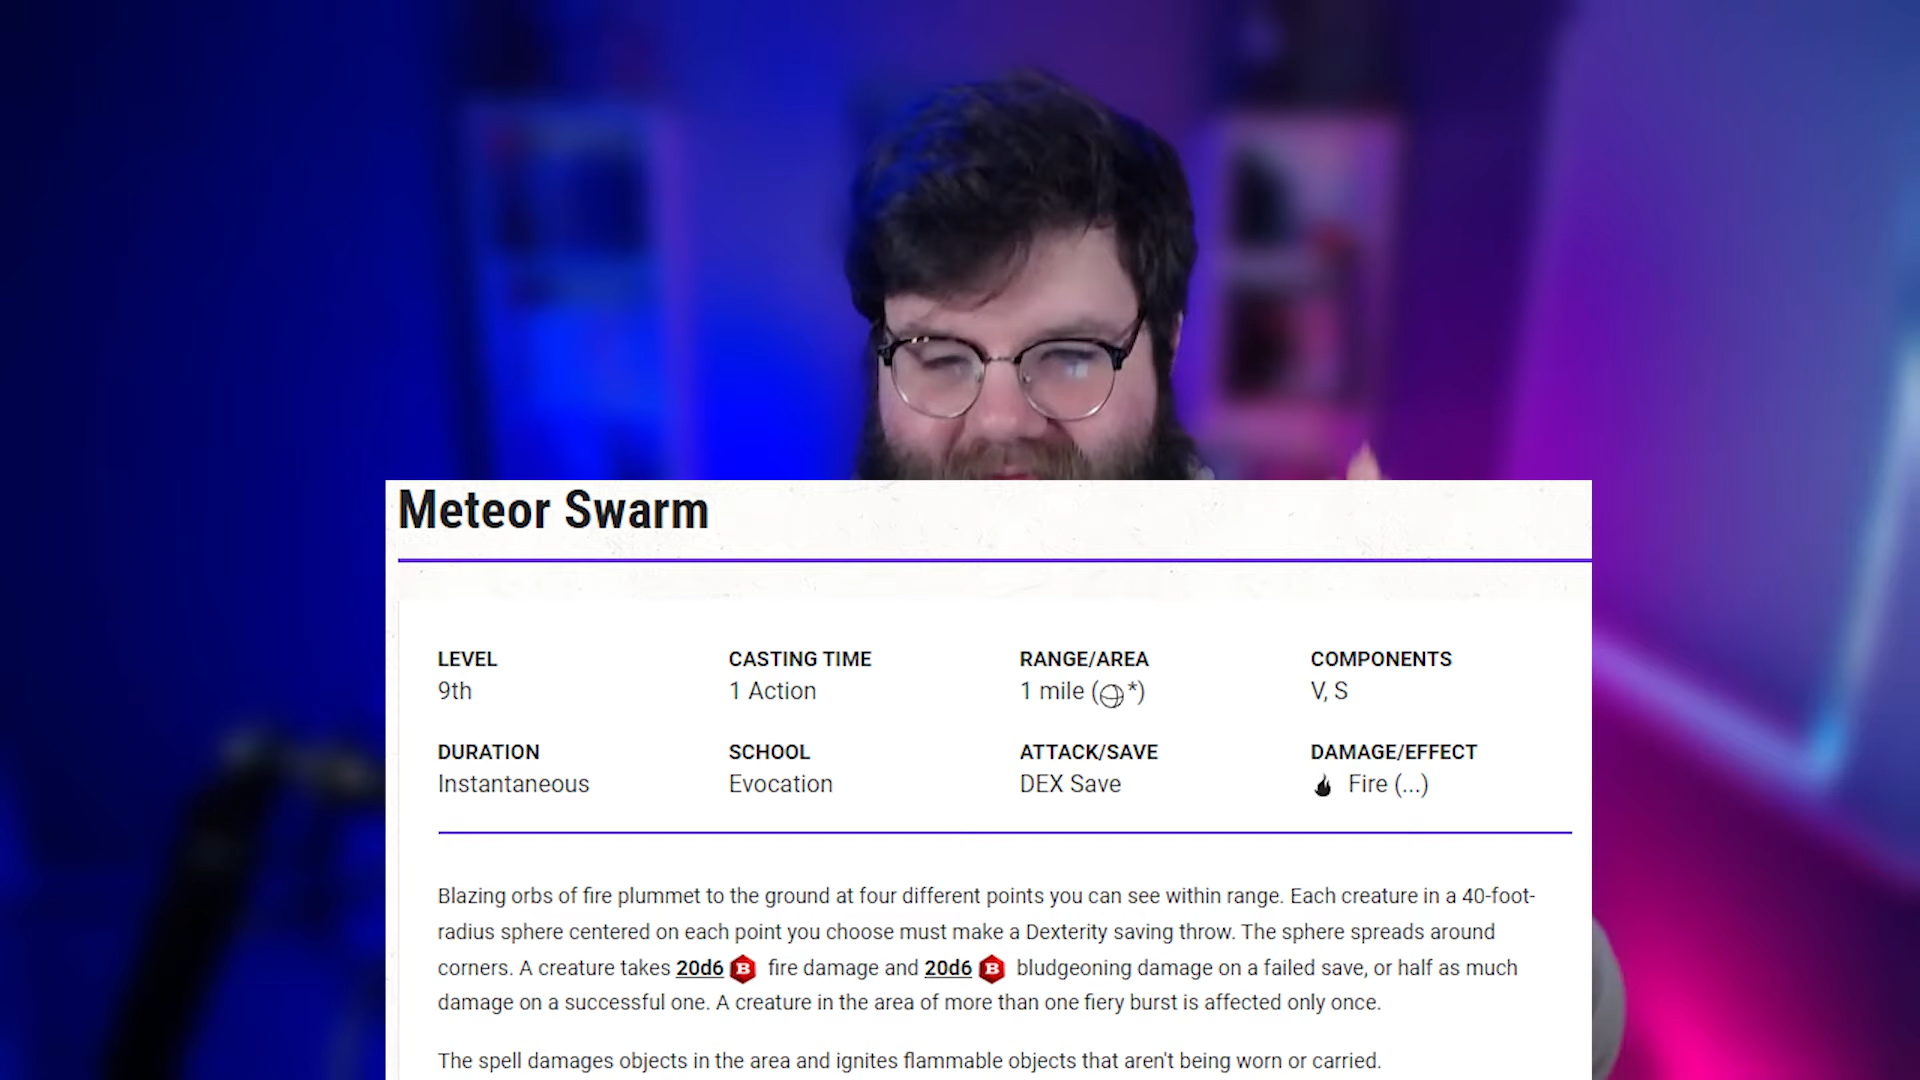 Meteor Swarm
LEVEL CASTING TIME RANGE/AREA COMPONENTS
9th 1 Action 1 mile ( *) V, S
DURATION SCHOOL ATTACK/SAVE DAMAGE/EFFECT
Instantaneous Evocation DEX Save Fire (...)
Blazing orbs of fire plummet to the ground at four different points you can see within range. Each creature in a 40-foot-
radius sphere centered on each point you choose must make a Dexterity saving throw. The sphere spreads around
corners. A creature takes 20d6 B fire damage and 20d6 B bludgeoning damage on a failed save, or half as much
damage on a successful one. A creature in the area of more than one fiery burst is affected only once.
The spell damages objects in the area and ignites flammable objects that aren't being worn or carried.